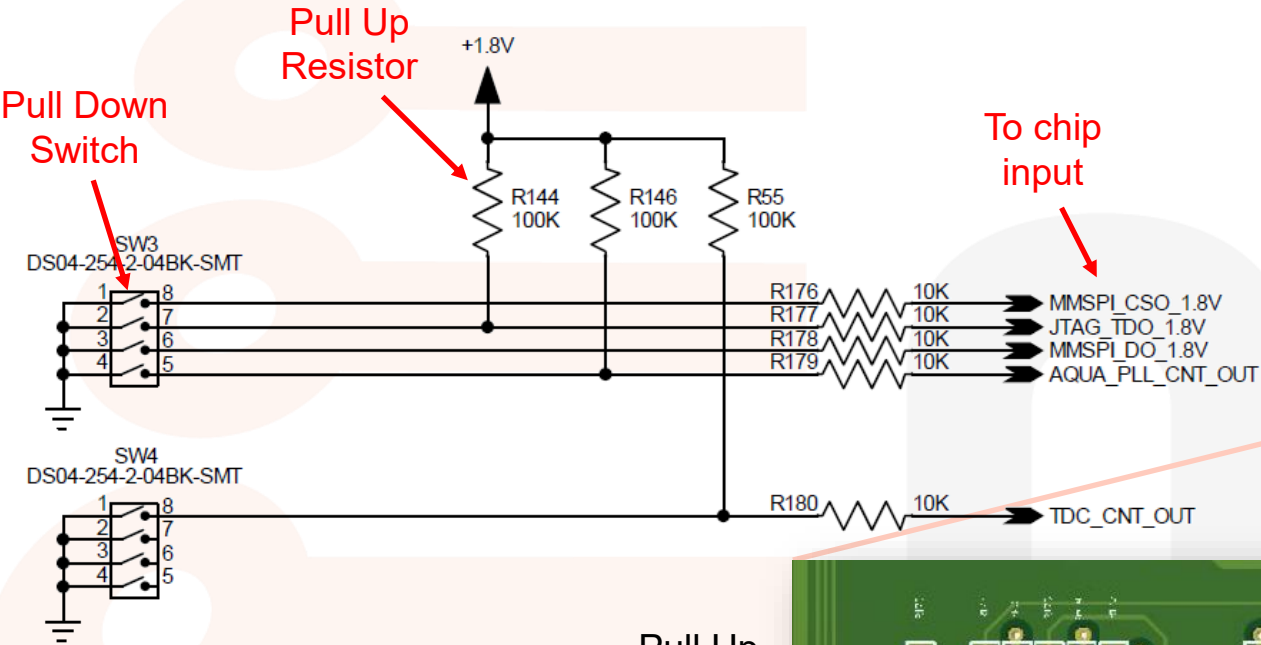 Pull Up
Resistor
+1.8V
Pull Down
Switch
To chip
input
R144
100K
R146
100K
R55
100K
SW3
DS04-254-2-04BK-SMT
1
2
3
4
8
7
6
5
R176
R177
R178
R179
10K
10K
10K
10K
MMSPI_CSO_1.8V
JTAG_TDO_1.8V
MMSPI_DO_1.8V
AQUA_PLL_CNT_OUT
SW4
DS04-254-2-04BK-SMT
1
2
3
4
8
7
6
5
R180
10K
TDC_CNT_OUT
Pull Up